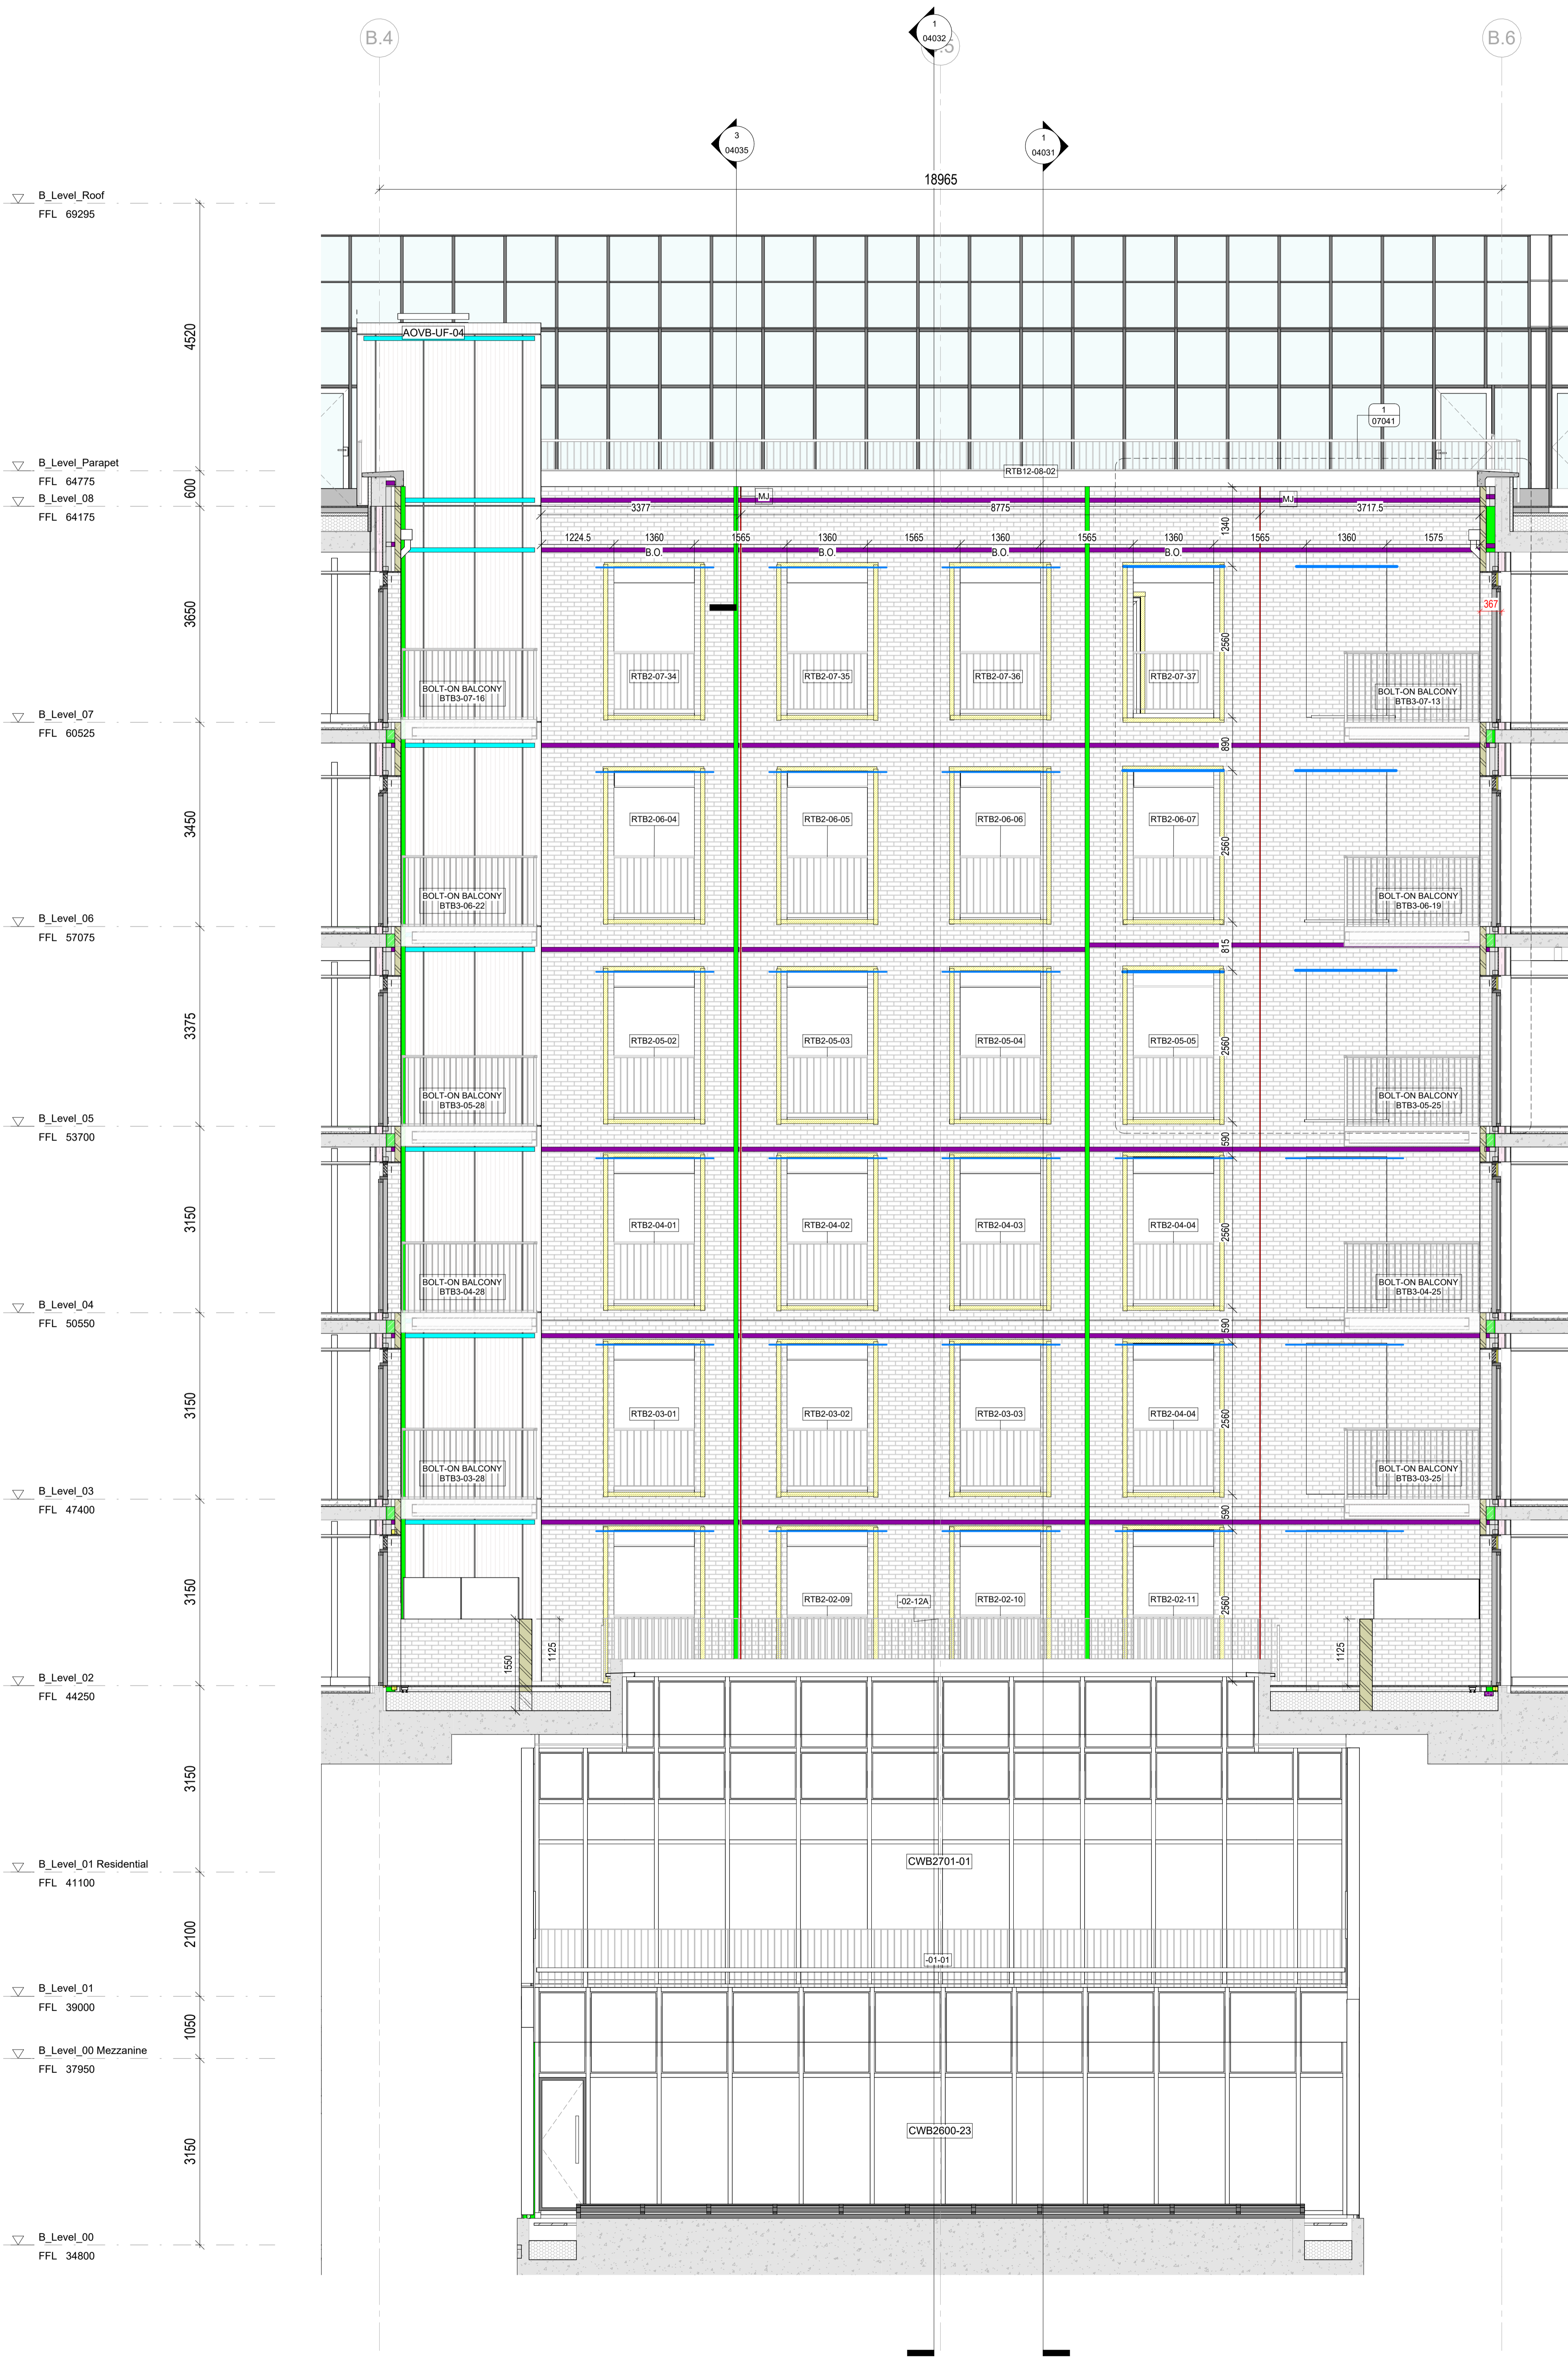 B.4
1
04032
B.6
3
04035
1
04031
18965
B_Level_Roof
FFL 69295
4520
AOVB-UF-04
1
07041
B_Level_Parapet
FFL 64775
RTB12-08-02
600
B_Level_08
FFL 64175
MJ
MJ
3377
8775
3717.5
1340
1224.5
1360
1565
1360
1565
1360
1565
1360
1565
1360
1575
B.O.
B.O.
B.O.
B.O.
367
3650
2560
RTB2-07-34
RTB2-07-35
RTB2-07-36
RTB2-07-37
BOLT-ON BALCONY
BTB3-07-16
BOLT-ON BALCONY
BTB3-07-13
B_Level_07
FFL 60525
890
3450
RTB2-06-04
RTB2-06-05
RTB2-06-06
RTB2-06-07
2560
BOLT-ON BALCONY
BTB3-06-22
BOLT-ON BALCONY
BTB3-06-19
B_Level_06
FFL 57075
815
3375
RTB2-05-02
RTB2-05-03
RTB2-05-04
RTB2-05-05
2560
BOLT-ON BALCONY
BTB3-05-28
BOLT-ON BALCONY
BTB3-05-25
B_Level_05
FFL 53700
590
3150
RTB2-04-01
RTB2-04-02
RTB2-04-03
RTB2-04-04
2560
BOLT-ON BALCONY
BTB3-04-28
BOLT-ON BALCONY
BTB3-04-25
B_Level_04
FFL 50550
590
3150
RTB2-03-01
RTB2-03-02
RTB2-03-03
RTB2-04-04
2560
BOLT-ON BALCONY
BTB3-03-28
BOLT-ON BALCONY
BTB3-03-25
B_Level_03
FFL 47400
590
3150
RTB2-02-09
-02-12A
RTB2-02-10
RTB2-02-11
2560
1550
1125
1125
B_Level_02
FFL 44250
3150
CWB2701-01
B_Level_01 Residential
FFL 41100
2100
-01-01
B_Level_01
FFL 39000
1050
B_Level_00 Mezzanine
FFL 37950
3150
CWB2600-23
B_Level_00
FFL 34800